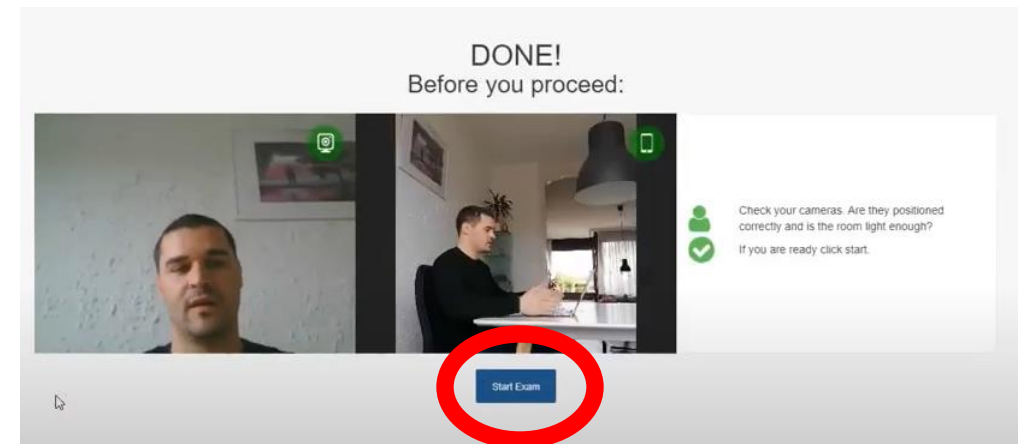 DONE!
Before you proceed:
Check your cameras. Are they positioned
correctly and is the room light enough?
If you are ready click start.
Start Exam